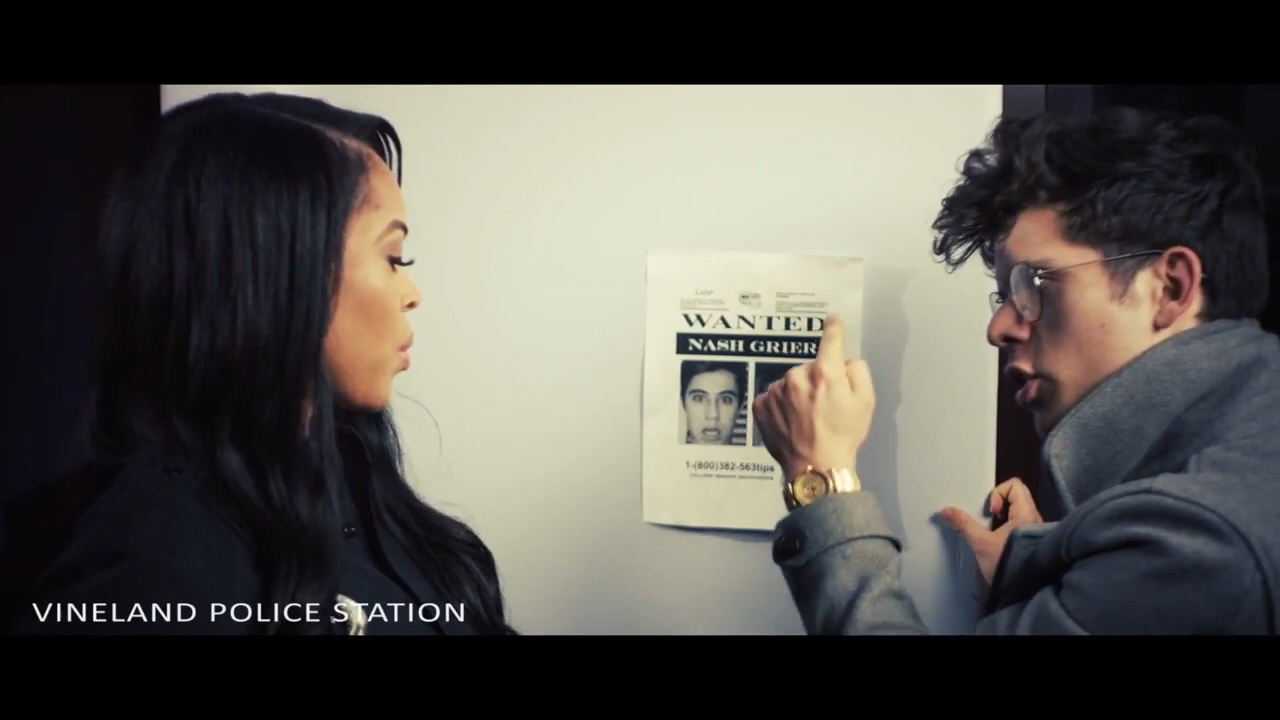 WANTED
NASH GRIER
1-(800)382-563tips
VINELAND POLICE STATION